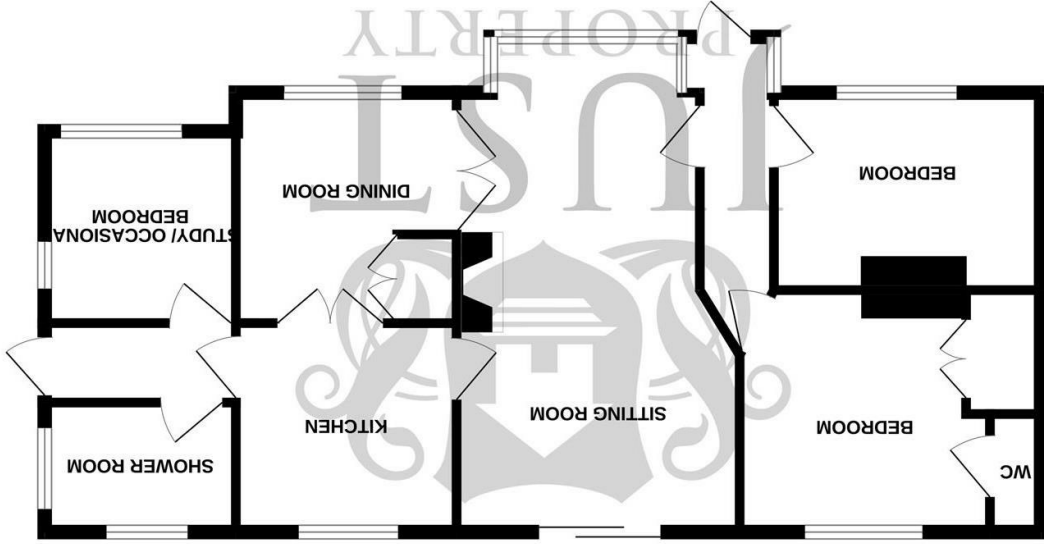 WC
SHOWER ROOM
BEDROOM
KITCHEN
SITTING ROOM
STUDY/ OCCASIONA
BEDROOM
DINING ROOM
BEDROOM
JUST
PROPERTY